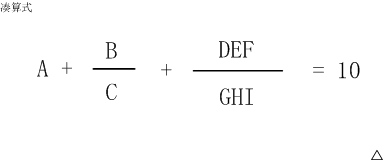 凑算式
A + B/C + DEF/GHI = 10